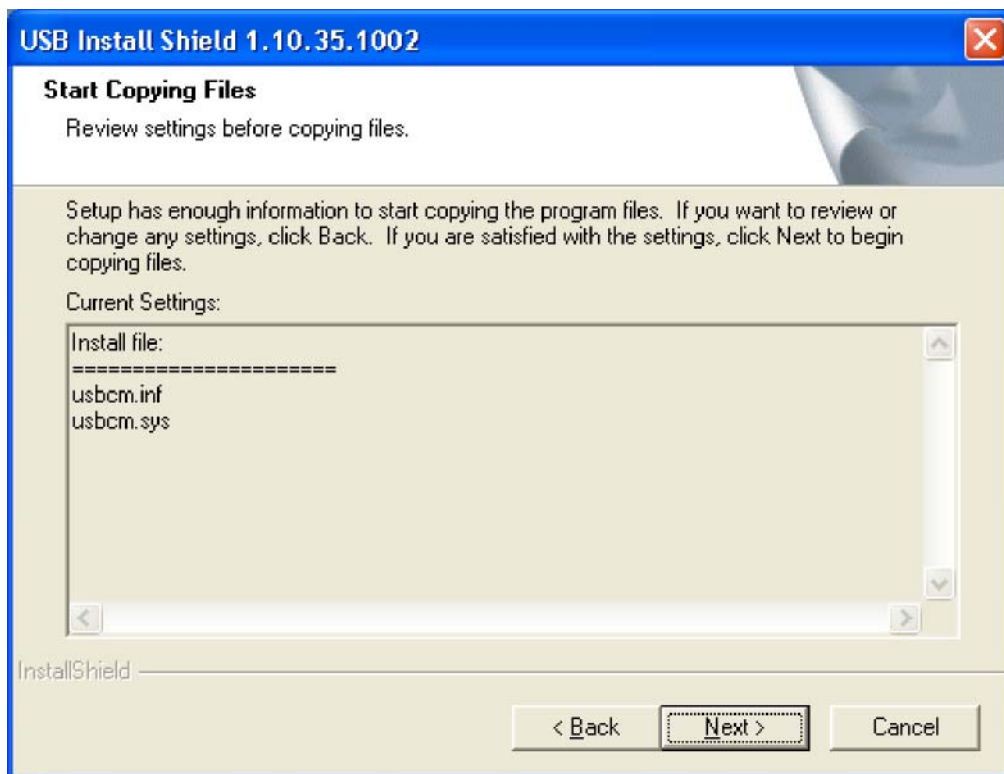 USB Install Shield 1.10.35.1002
Start Copying Files
Review settings before copying files.
Setup has enough information to start copying the program files. If you want to review or
change any settings, click Back. If you are satisfied with the settings, click Next to begin
copying files.
Current Settings:
Install file:
======================
usbcm.inf
usbcm.sys
InstallShield
< Back Next > Cancel